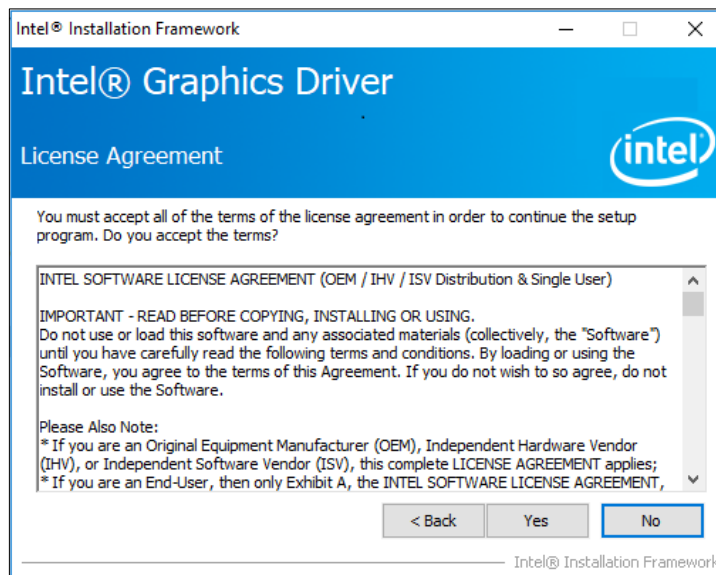 Intel® Installation Framework
Intel® Graphics Driver
License Agreement
intel
You must accept all of the terms of the license agreement in order to continue the setup
program. Do you accept the terms?
INTEL SOFTWARE LICENSE AGREEMENT (OEM / IHV / ISV Distribution & Single User)
IMPORTANT - READ BEFORE COPYING, INSTALLING OR USING.
Do not use or load this software and any associated materials (collectively, the "Software")
until you have carefully read the following terms and conditions. By loading or using the
Software, you agree to the terms of this Agreement. If you do not wish to so agree, do not
install or use the Software.
Please Also Note:
* If you are an Original Equipment Manufacturer (OEM), Independent Hardware Vendor
(IHV), or Independent Software Vendor (ISV), this complete LICENSE AGREEMENT applies;
* If you are an End-User, then only Exhibit A, the INTEL SOFTWARE LICENSE AGREEMENT,
< Back Yes No
Intel® Installation Framework